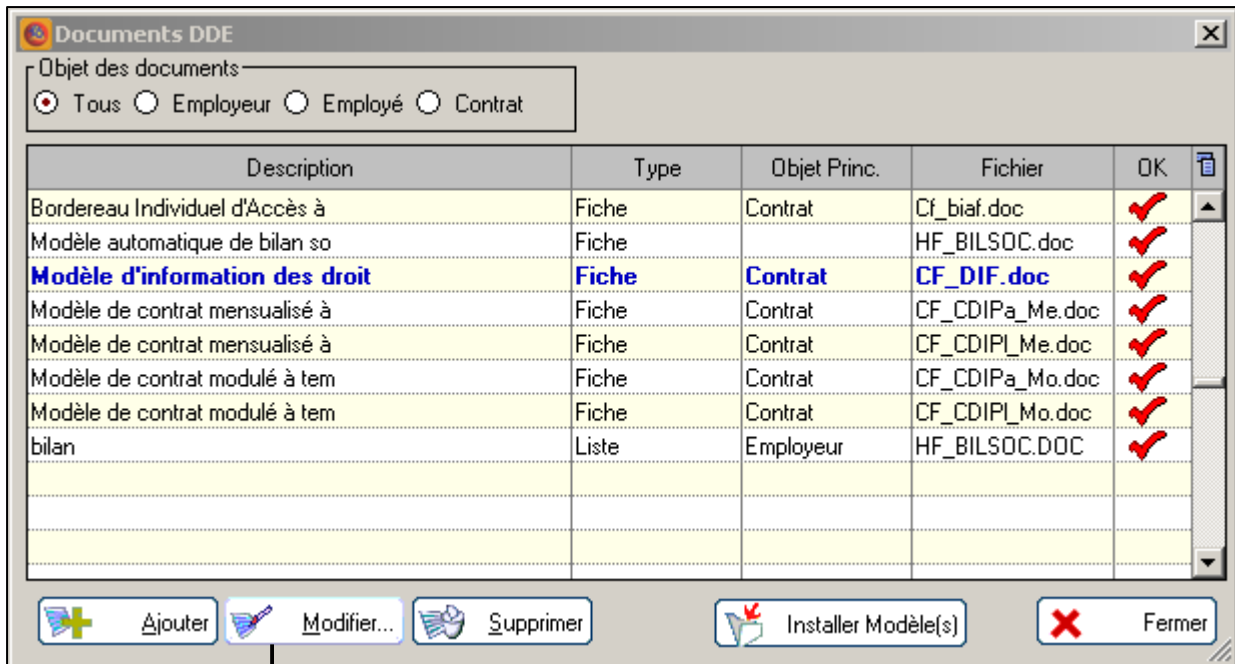 Documents DDE
Objet des documents
Tous Employeur Employé Contrat
Description Type Objet Princ. Fichier OK
Bordereau Individuel d'Accès à Fiche Contrat Cf_biaf.doc
Modèle automatique de bilan so Fiche HF_BILSOC.doc
Modèle d'information des droit Fiche Contrat CF_DIF.doc
Modèle de contrat mensualisé à Fiche Contrat CF_CDIPa_Me.doc
Modèle de contrat mensualisé à Fiche Contrat CF_CDIPl_Me.doc
Modèle de contrat modulé à tem Fiche Contrat CF_CDIPa_Mo.doc
Modèle de contrat modulé à tem Fiche Contrat CF_CDIPl_Mo.doc
bilan Liste Employeur HF_BILSOC.DOC
Ajouter Modifier... Supprimer Installer Modèle(s) Fermer